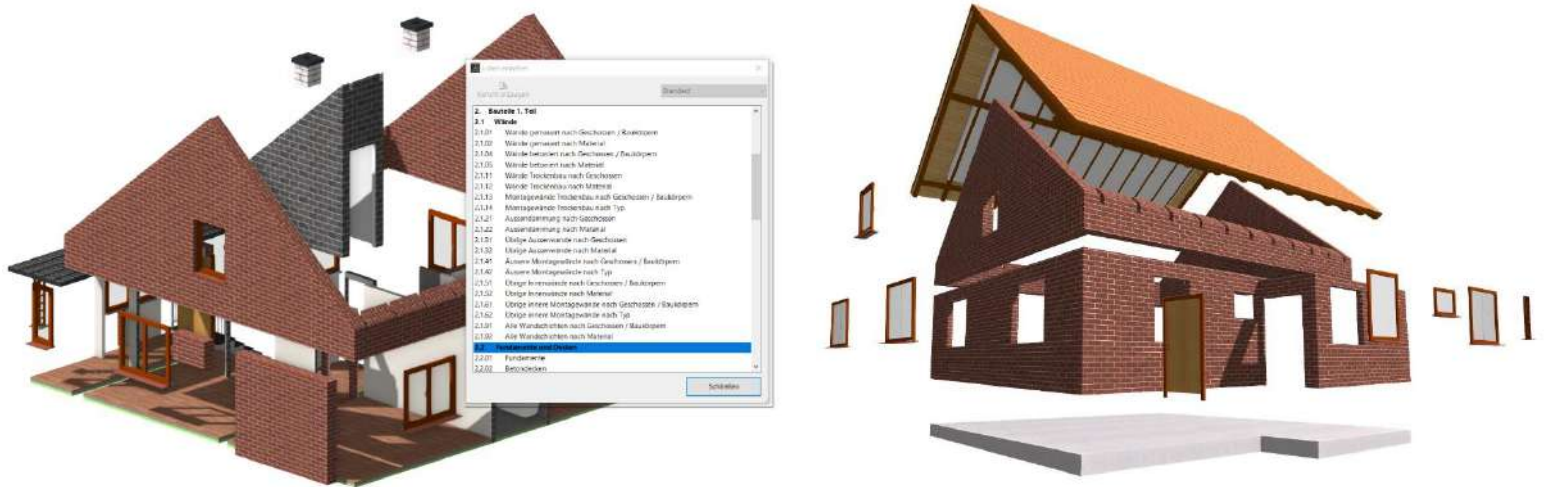 Standard
2. Bauteile 1. Teil
2.1 Wände
2.1.01 Wände gemauert nach Geschossen / Baukörpern
2.1.02 Wände gemauert nach Material
2.1.04 Wände betoniert nach Geschossen / Baukörpern
2.1.05 Wände betoniert nach Material
2.1.11 Wände Trockenbau nach Geschossen
2.1.12 Wände Trockenbau nach Material
2.1.13 Montagewände Trockenbau nach Geschossen / Baukörpern
2.1.14 Montagewände Trockenbau nach Typ
2.1.21 Aussendämmung nach Geschossen
2.1.22 Aussendämmung nach Material
2.1.31 Übrige Aussenwände nach Geschossen
2.1.32 Übrige Aussenwände nach Material
2.1.41 Äussere Montagewände nach Geschossen / Baukörpern
2.1.42 Äussere Montagewände nach Typ
2.1.51 Übrige Innenwände nach Geschossen / Baukörpern
2.1.52 Übrige Innenwände nach Material
2.1.61 Übrige innere Montagewände nach Geschossen / Baukörpern
2.1.62 Übrige innere Montagewände nach Typ
2.1.91 Alle Wandschichten nach Geschossen / Baukörpern
2.1.92 Alle Wandschichten nach Material
2.2 Fundamente und Decken
2.2.01 Fundamente
2.2.02 Betondecken
Schließen